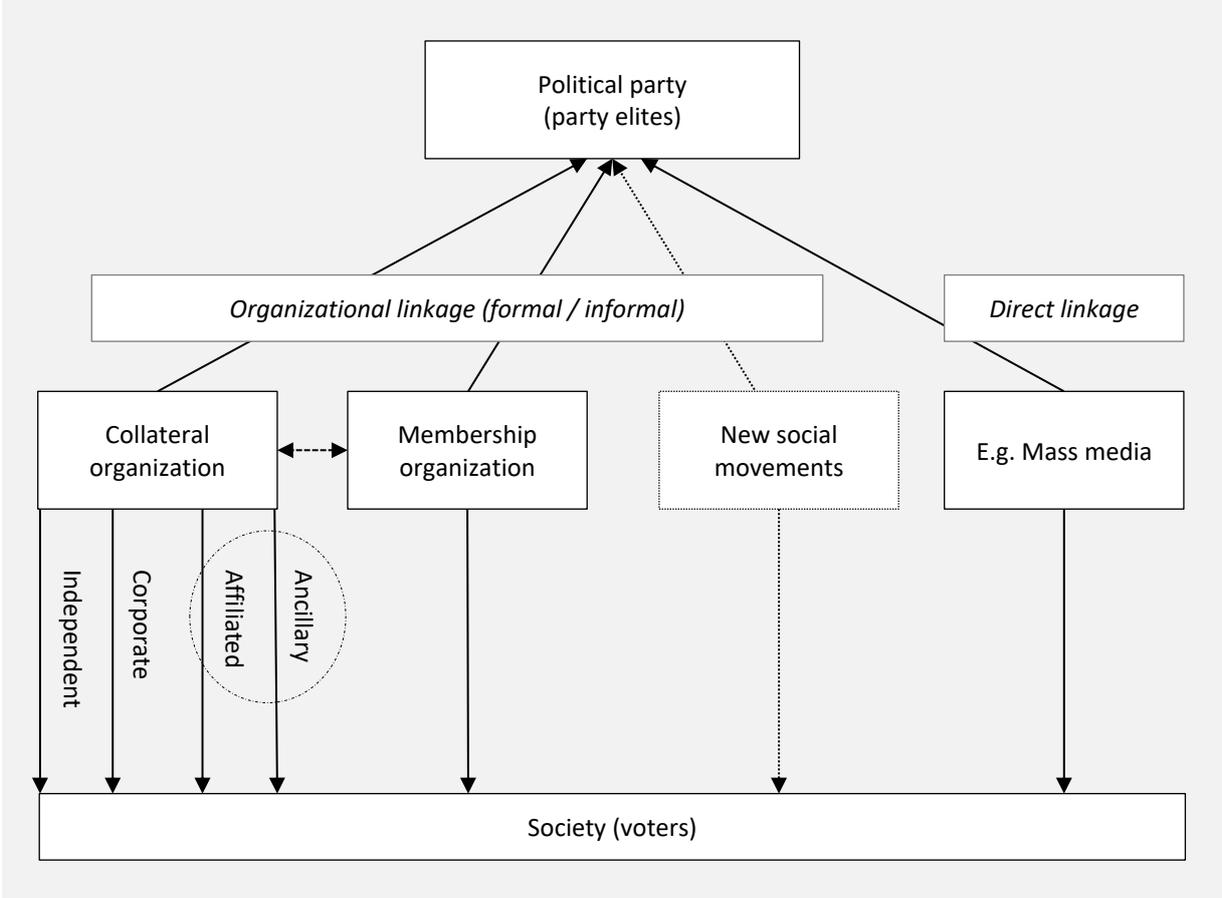 Political party
(party elites)
Organizational linkage (formal / informal)
Direct linkage
Collateral
organization
Membership
organization
New social
movements
E.g. Mass media
Independent
Corporate
Affiliated
Ancillary
Society (voters)